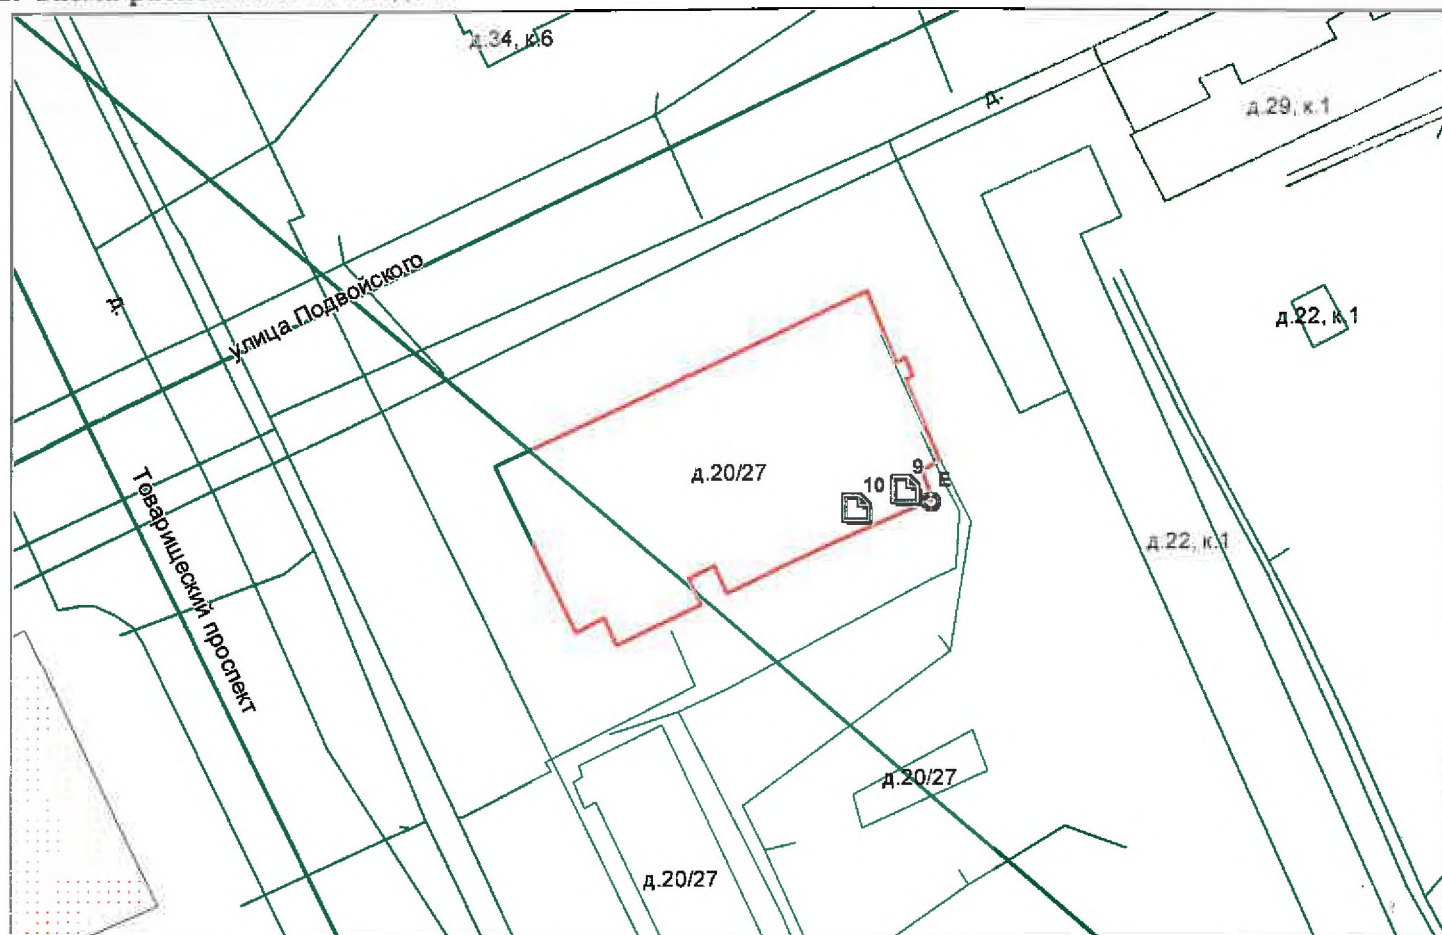 д.34, к.6
д.
д.29, к.1
д.
улица Подвойского
д.22, к.1
д.20/27
9
Е
10
Товарищеский проспект
д.22, к.1
д.20/27
д.20/27